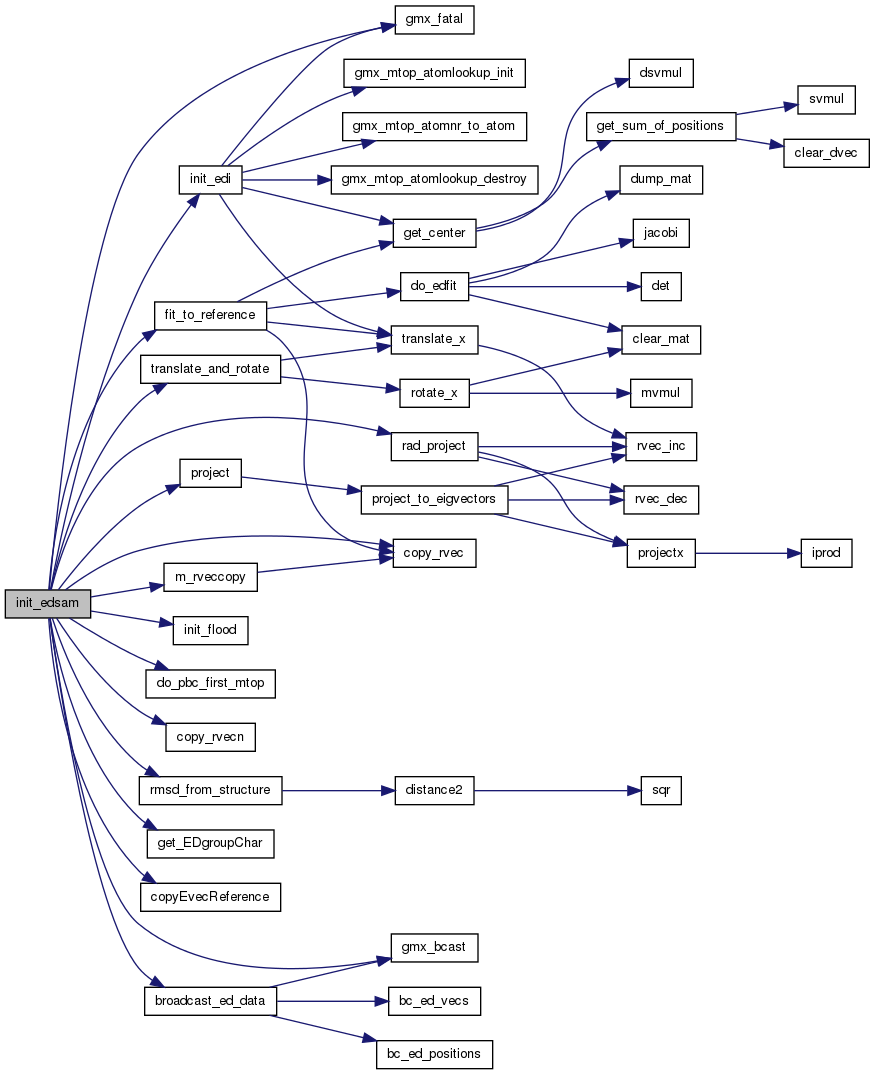 gmx_fatal
gmx_mtop_atomlookup_init
dsvmul
svmul
gmx_mtop_atomnr_to_atom
get_sum_of_positions
clear_dvec
init_edi
gmx_mtop_atomlookup_destroy
dump_mat
get_center
jacobi
do_edfit
det
fit_to_reference
translate_x
clear_mat
translate_and_rotate
rotate_x
mvmul
rad_project
rvec_inc
project
project_to_eigvectors
rvec_dec
copy_rvec
projectx
iprod
m_rveccopy
init_edsam
init_flood
do_pbc_first_mtop
copy_rvecn
rmsd_from_structure
distance2
sqr
get_EDgroupChar
copyEvecReference
gmx_bcast
broadcast_ed_data
bc_ed_vecs
bc_ed_positions